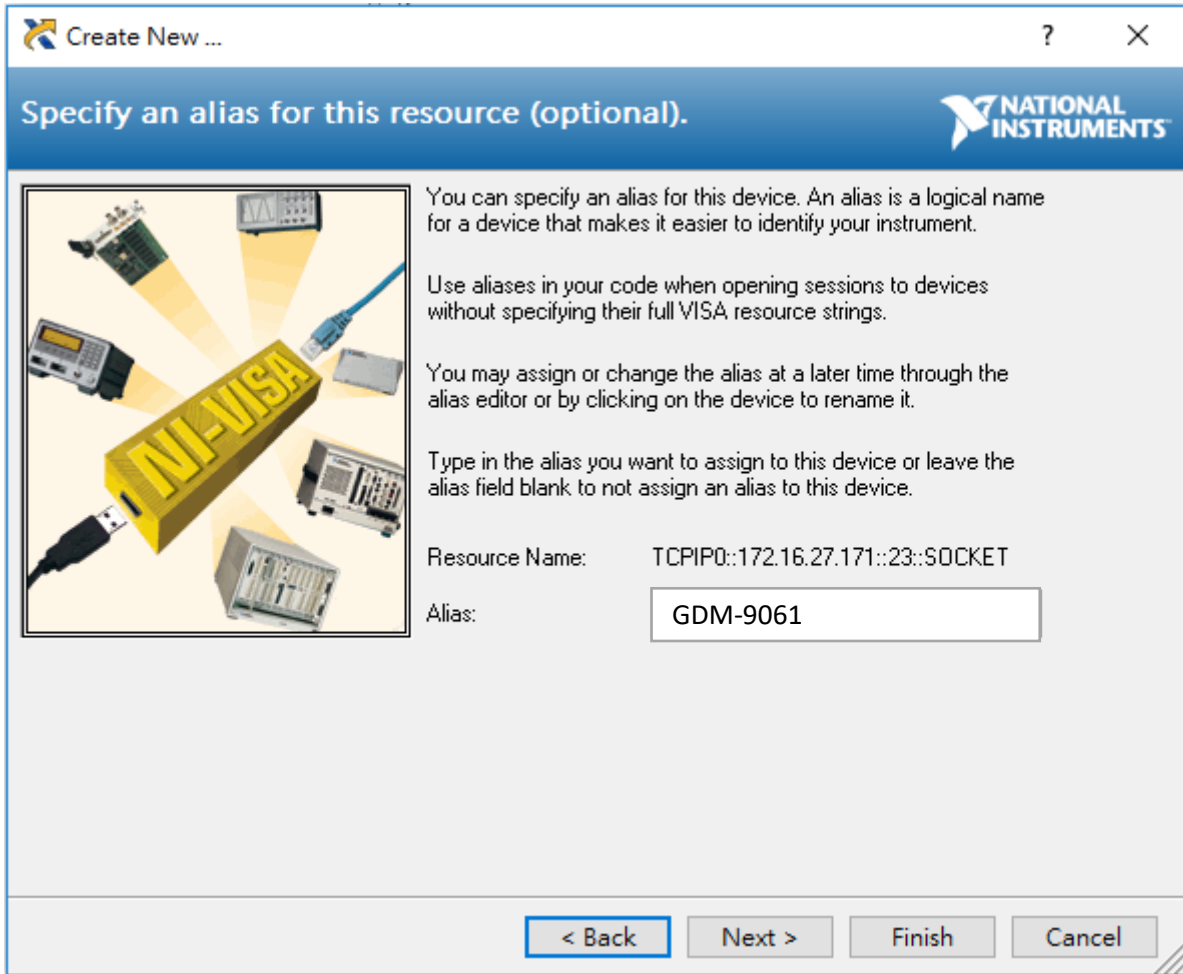 Create New ...
?
Specify an alias for this resource (optional).
NATIONAL
INSTRUMENTS™
You can specify an alias for this device. An alias is a logical name
for a device that makes it easier to identify your instrument.
Use aliases in your code when opening sessions to devices
without specifying their full VISA resource strings.
You may assign or change the alias at a later time through the
alias editor or by clicking on the device to rename it.
Type in the alias you want to assign to this device or leave the
alias field blank to not assign an alias to this device.
NI-VISA
Resource Name: TCPIP0::172.16.27.171::23::SOCKET
Alias: GDM-9061
< Back Next > Finish Cancel